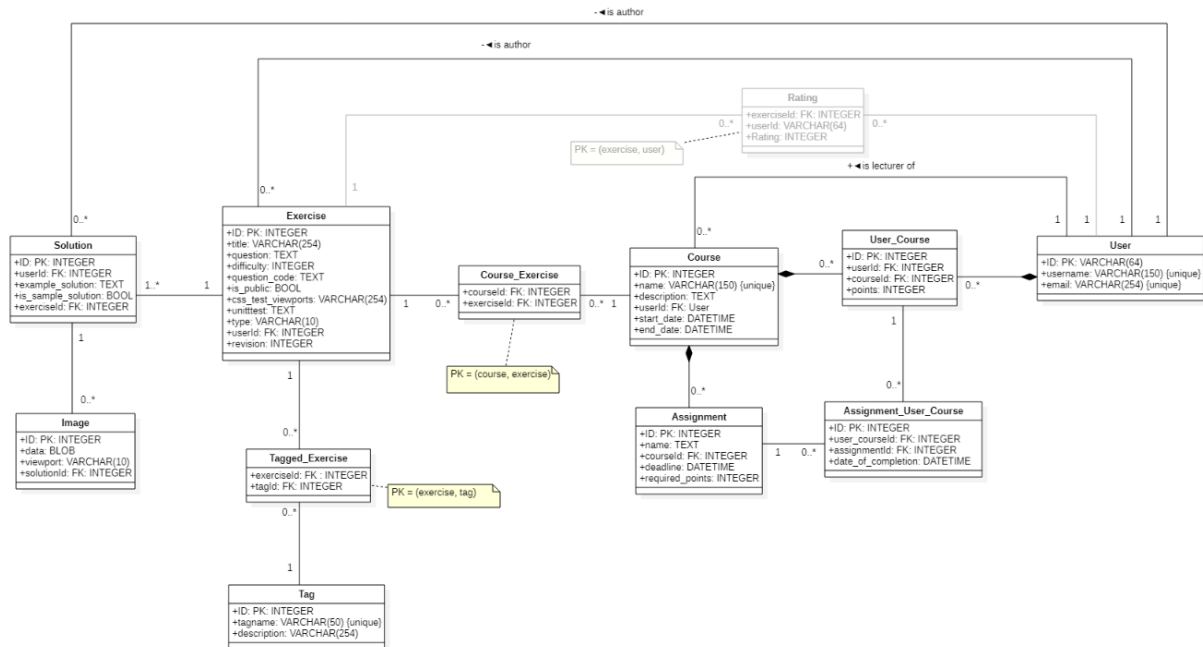 -◄is author
-◄is author
Rating
+exerciseId: FK: INTEGER
+userId: VARCHAR(64)
+Rating: INTEGER
0..*
0..*
PK = (exercise, user)
+◄is lecturer of
1
0..*
0..*
0..*
1
1
1
1
Exercise
+ID: PK: INTEGER
+title: VARCHAR(254)
+question: TEXT
+difficulty: INTEGER
+question_code: TEXT
+is_public: BOOL
+css_test_viewports: VARCHAR(254)
+unitttest: TEXT
+type: VARCHAR(10)
+userId: FK: INTEGER
+revision: INTEGER
Solution
+ID: PK: INTEGER
+userId: FK: INTEGER
+example_solution: TEXT
+is_sample_solution: BOOL
+exerciseId: FK: INTEGER
1..*
1
Course_Exercise
+courseId: FK: INTEGER
+exerciseId: FK: INTEGER
1
0..*
0..*
1
Course
+ID: PK: INTEGER
+name: VARCHAR(150) {unique}
+description: TEXT
+userId: FK: User
+start_date: DATETIME
+end_date: DATETIME
0..*
User_Course
+ID: PK: INTEGER
+userId: FK: INTEGER
+courseId: FK: INTEGER
+points: INTEGER
0..*
User
+ID: PK: VARCHAR(64)
+username: VARCHAR(150) {unique}
+email: VARCHAR(254) {unique}
1
1
1
PK = (course, exercise)
0..*
0..*
0..*
Image
+ID: PK: INTEGER
+data: BLOB
+viewport: VARCHAR(10)
+solutionId: FK: INTEGER
Assignment
+ID: PK: INTEGER
+name: TEXT
+courseId: FK: INTEGER
+deadline: DATETIME
+required_points: INTEGER
1
0..*
Assignment_User_Course
+ID: PK: INTEGER
+user_courseId: FK: INTEGER
+assignmentId: FK: INTEGER
+date_of_completion: DATETIME
0..*
Tagged_Exercise
+exerciseId: FK : INTEGER
+tagId: FK: INTEGER
PK = (exercise, tag)
0..*
1
Tag
+ID: PK: INTEGER
+tagname: VARCHAR(50) {unique}
+description: VARCHAR(254)